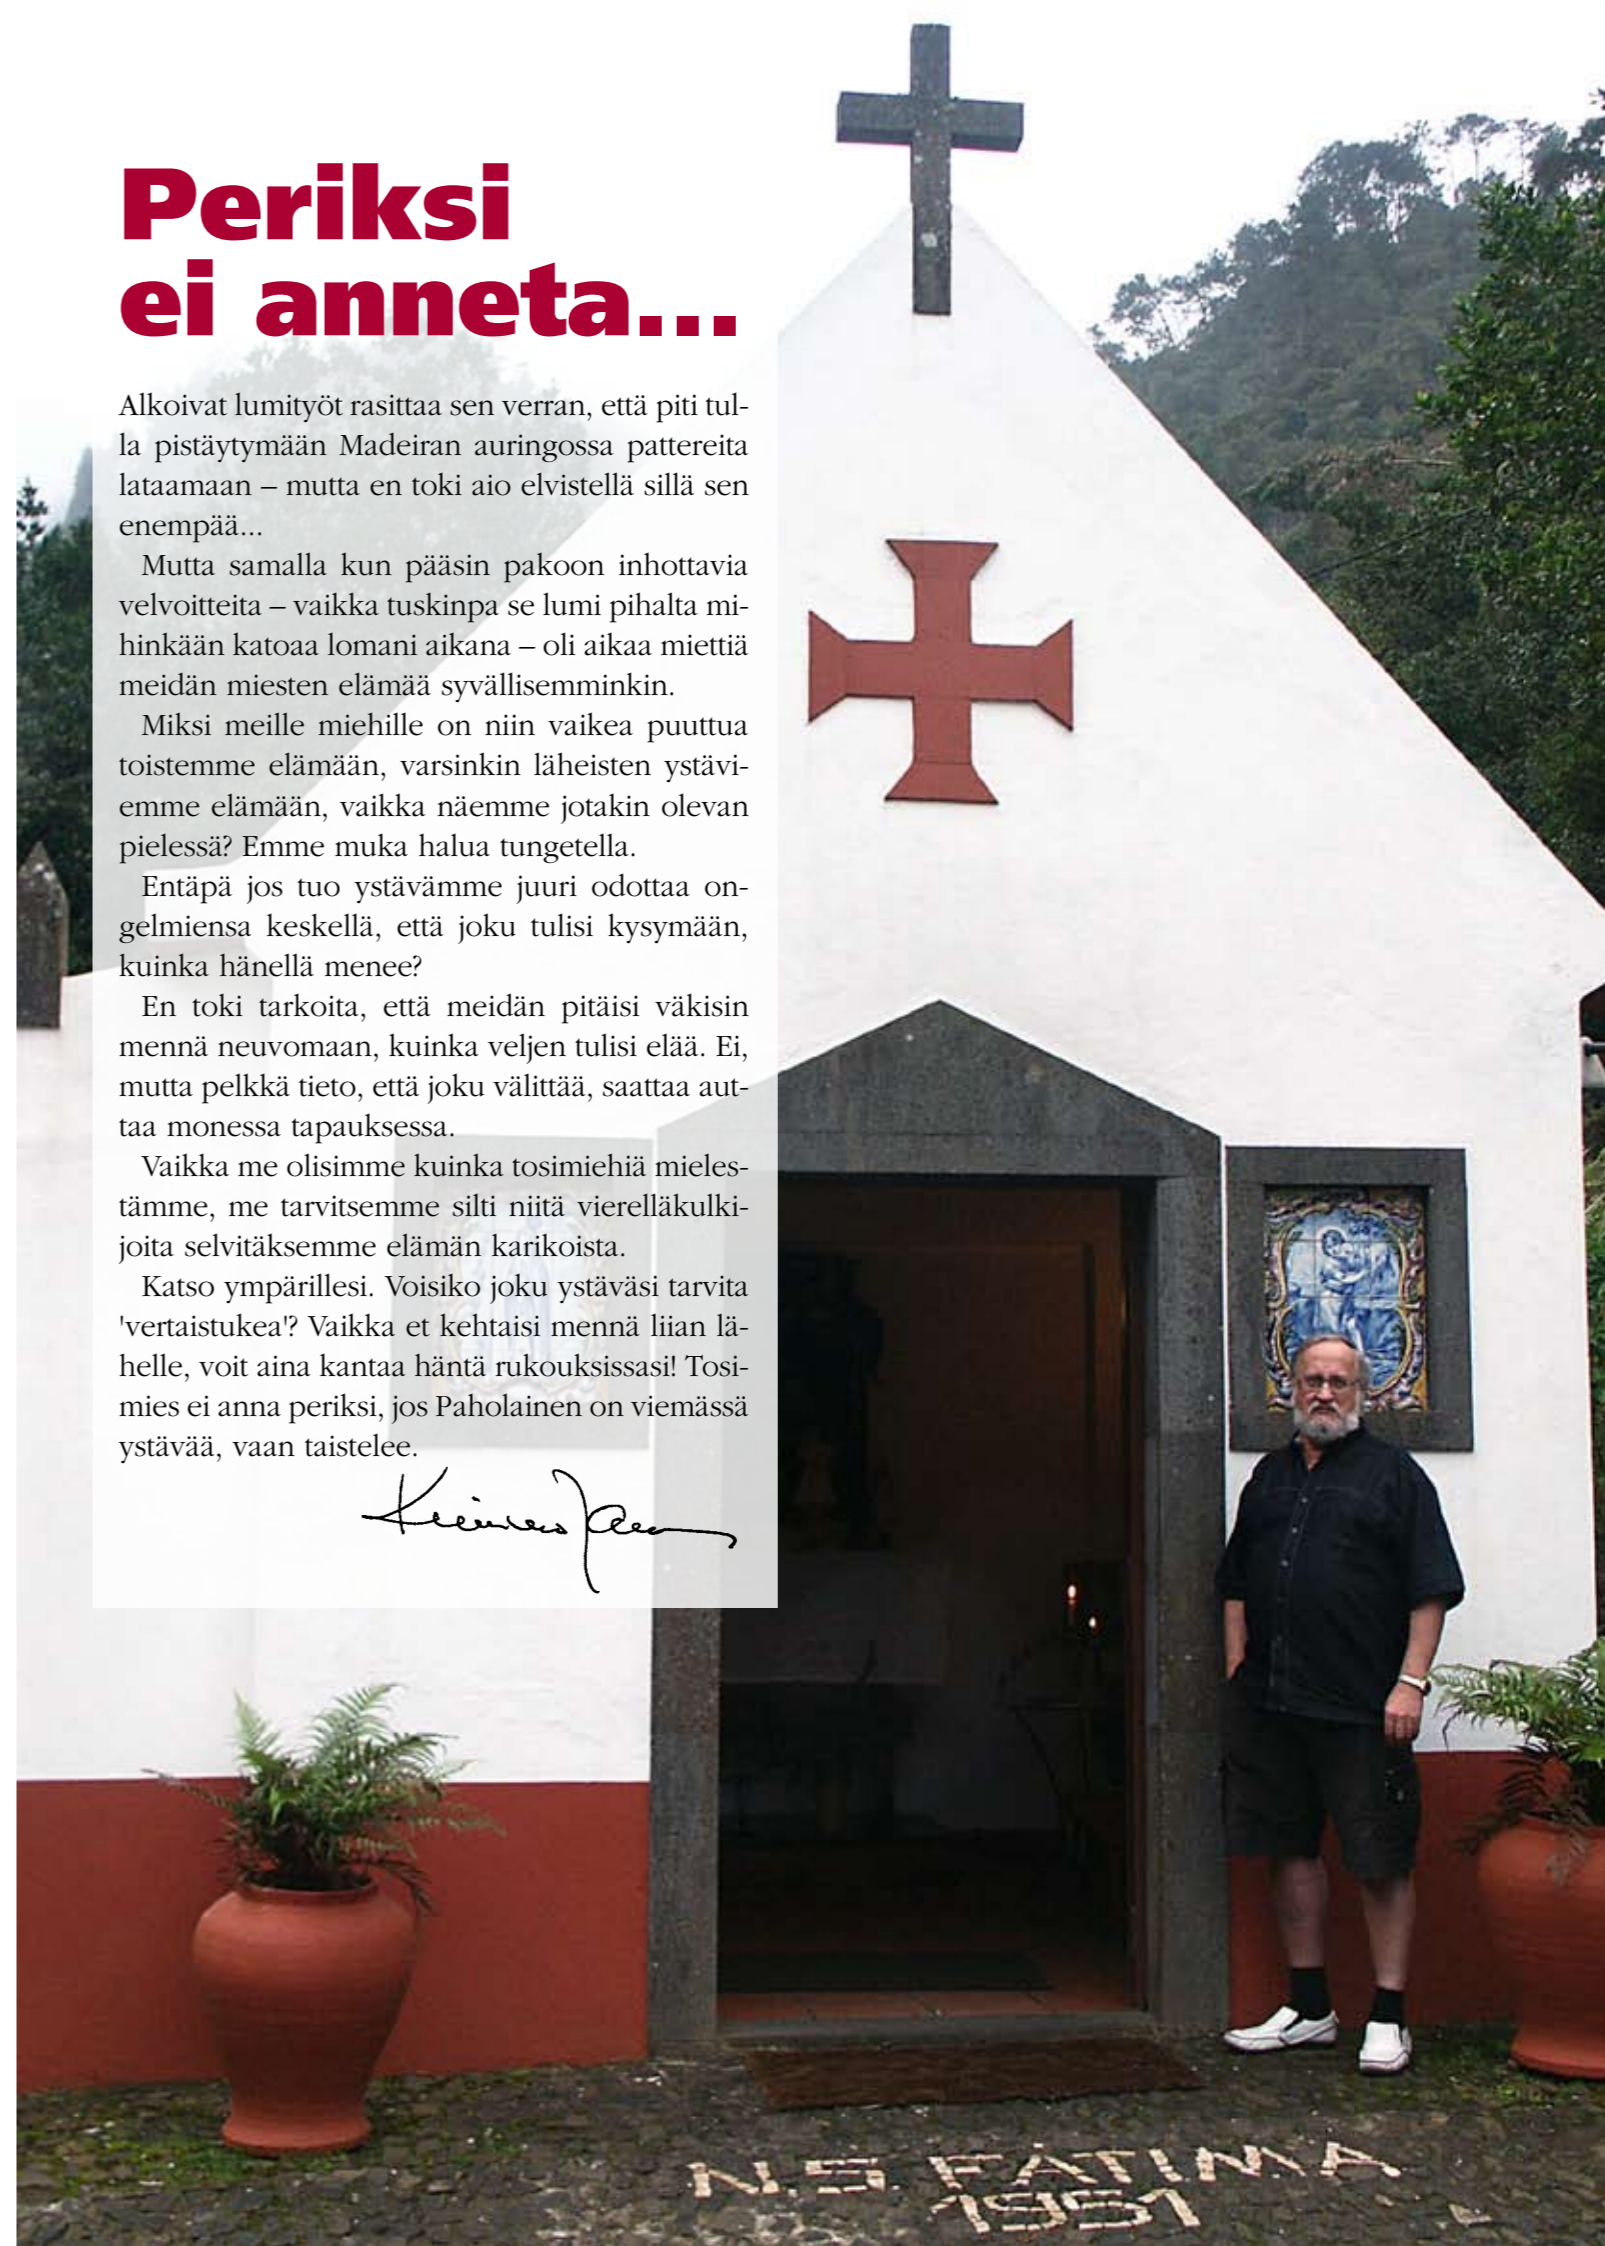 Periksi
ei anneta...
Alkoivat lumityöt rasittaa sen verran, että piti tul-
la pistäytymään Madeiran auringossa pattereita
lataamaan – mutta en toki aio elvistellä sillä sen
enempää...
Mutta samalla kun pääsin pakoon inhottavia
velvoitteita – vaikka tuskinpa se lumi pihalta mi-
hinkään katoaa lomani aikana – oli aikaa miettiä
meidän miesten elämää syvällisemminkin.
Miksi meille miehille on niin vaikea puuttua
toistemme elämään, varsinkin läheisten ystävi-
emme elämään, vaikka näemme jotakin olevan
pielessä? Emme muka halua tungetella.
Entäpä jos tuo ystävämme juuri odottaa on-
gelmiensa keskellä, että joku tulisi kysymään,
kuinka hänellä menee?
En toki tarkoita, että meidän pitäisi väkisin
mennä neuvomaan, kuinka veljen tulisi elää. Ei,
mutta pelkkä tieto, että joku välittää, saattaa aut-
taa monessa tapauksessa.
Vaikka me olisimme kuinka tosimiehiä mieles-
tämme, me tarvitsemme silti niitä vierelläkulki-
joita selvitäksemme elämän karikoista.
Katso ympärillesi. Voisiko joku ystäväsi tarvita
'vertaistukea'? Vaikka et kehtaisi mennä liian lä-
helle, voit aina kantaa häntä rukouksissasi! Tosi-
mies ei anna periksi, jos Paholainen on viemässä
ystävää, vaan taistelee.
N.S. FÁTIMA
1951